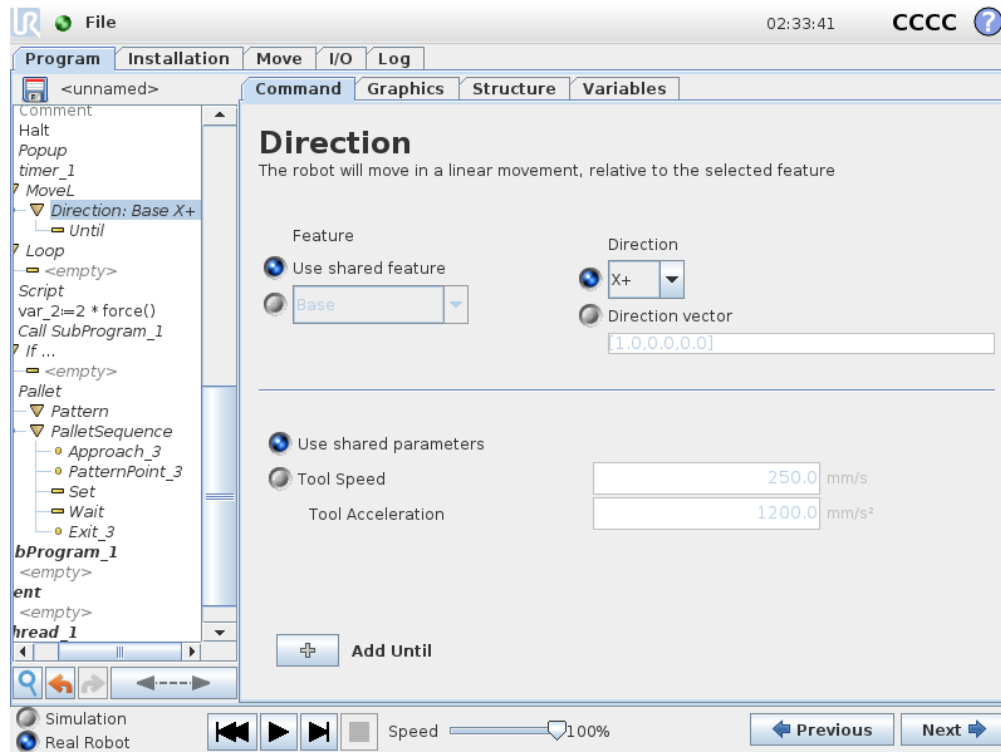 UR File 02:33:41 CCCC ?
Program Installation Move I/O Log
<unnamed> Command Graphics Structure Variables
Comment
Halt
Popup
timer_1
MoveL
Direction: Base X+
Until
Loop
<empty>
Script
var_2:=2 * force()
Call SubProgram_1
If ...
<empty>
Pallet
Pattern
PalletSequence
Approach_3
PatternPoint_3
Set
Wait
Exit_3
bProgram_1
<empty>
ent
<empty>
hread_1
Direction
The robot will move in a linear movement, relative to the selected feature
Feature
Use shared feature
Base
Direction
X+
Direction vector
[1.0,0.0,0.0]
Use shared parameters
Tool Speed 250.0 mm/s
Tool Acceleration 1200.0 mm/s²
Add Until
Simulation
Real Robot
Speed 100%
Previous Next